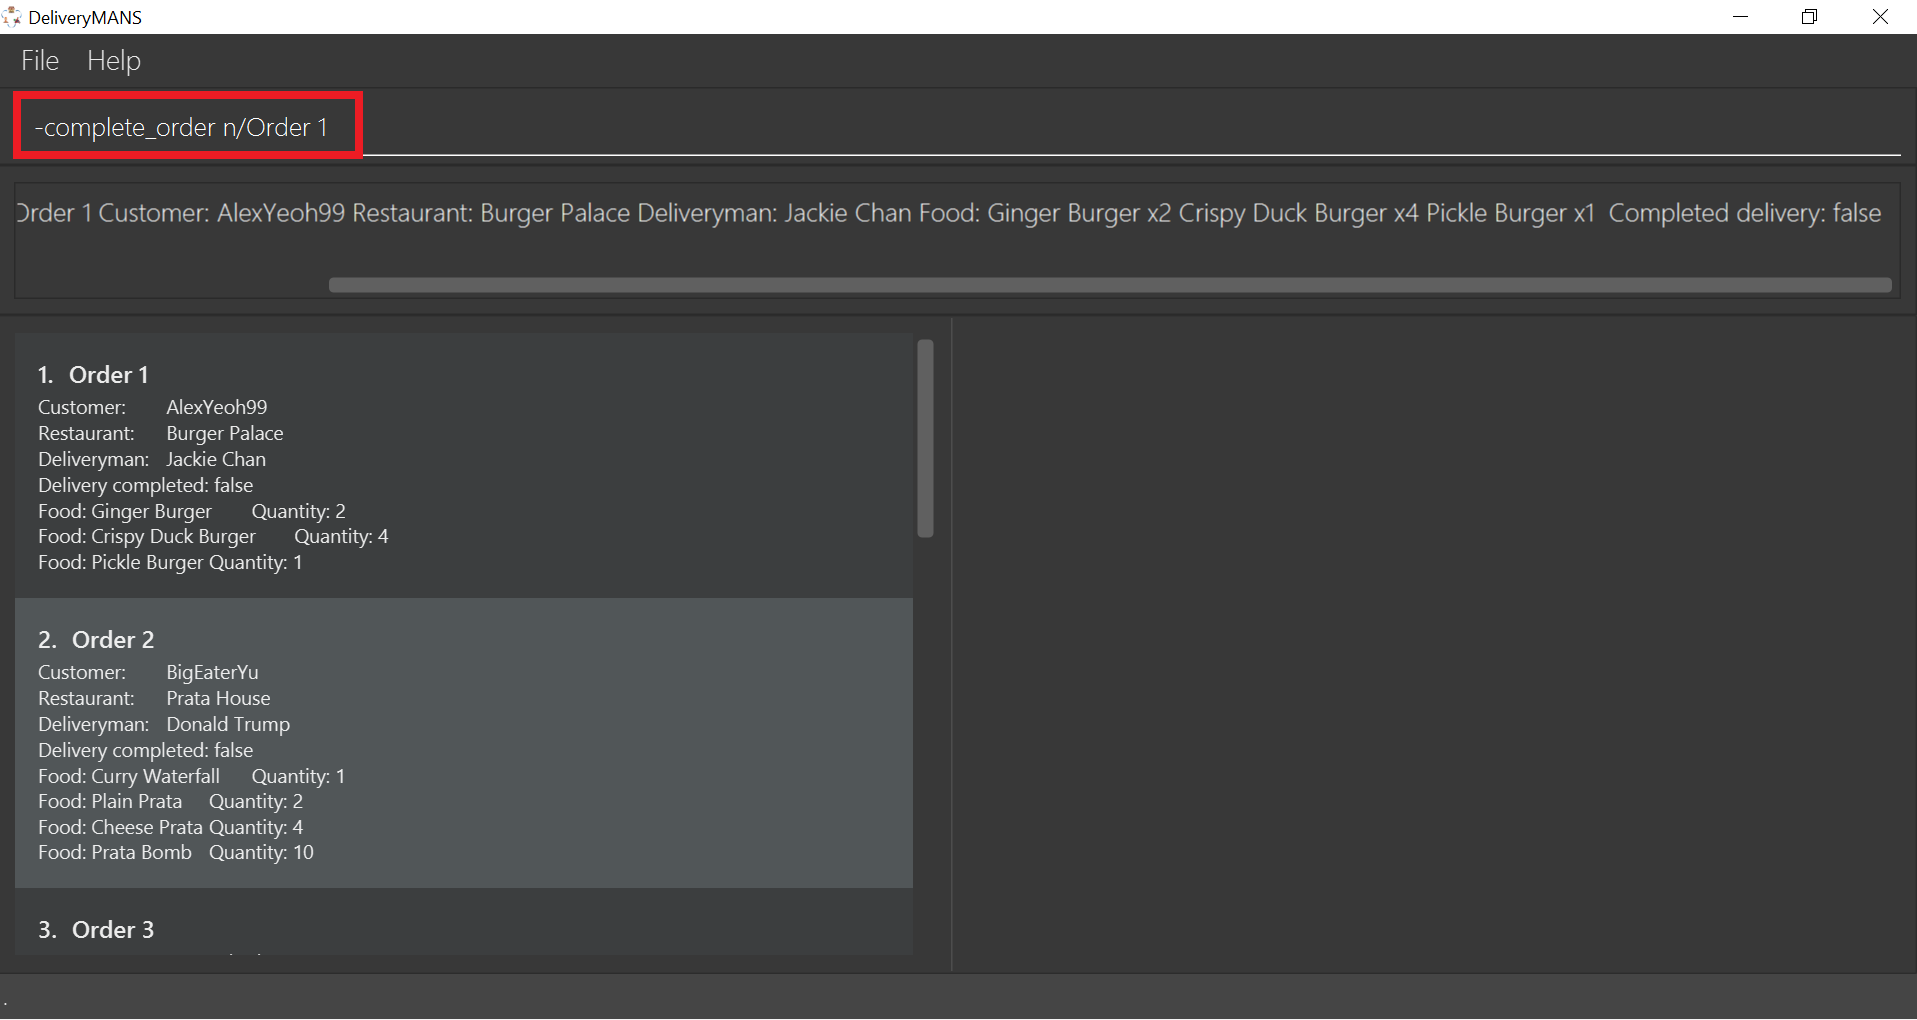 DeliveryMANS
File Help
-complete_order n/Order 1
Order 1 Customer: AlexYeoh99 Restaurant: Burger Palace Deliveryman: Jackie Chan Food: Ginger Burger x2 Crispy Duck Burger x4 Pickle Burger x1 Completed delivery: false
1. Order 1
Customer: AlexYeoh99
Restaurant: Burger Palace
Deliveryman: Jackie Chan
Delivery completed: false
Food: Ginger Burger Quantity: 2
Food: Crispy Duck Burger Quantity: 4
Food: Pickle Burger Quantity: 1
2. Order 2
Customer: BigEaterYu
Restaurant: Prata House
Deliveryman: Donald Trump
Delivery completed: false
Food: Curry Waterfall Quantity: 1
Food: Plain Prata Quantity: 2
Food: Cheese Prata Quantity: 4
Food: Prata Bomb Quantity: 10
3. Order 3
.